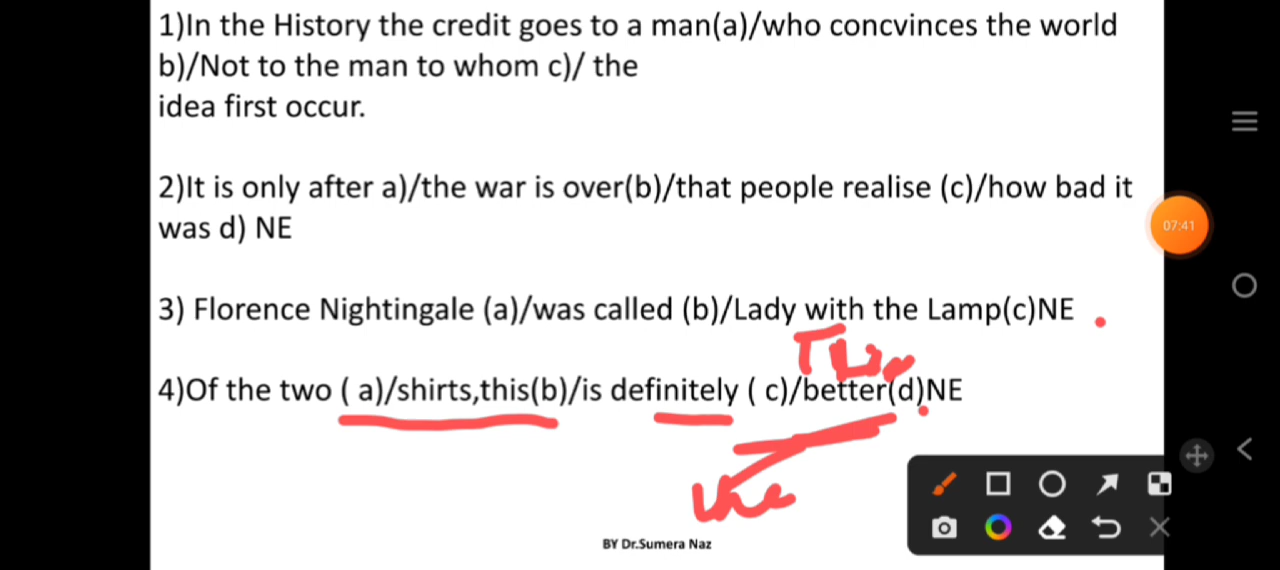 1)In the History the credit goes to a man(a)/who concvinces the world
b)/Not to the man to whom c)/ the
idea first occur.
2)It is only after a)/the war is over(b)/that people realise (c)/how bad it
was d) NE
07:41
3) Florence Nightingale (a)/was called (b)/Lady with the Lamp(c)NE
4)Of the two ( a)/shirts,this(b)/is definitely ( c)/better(d)NE
the
BY Dr.Sumera Naz